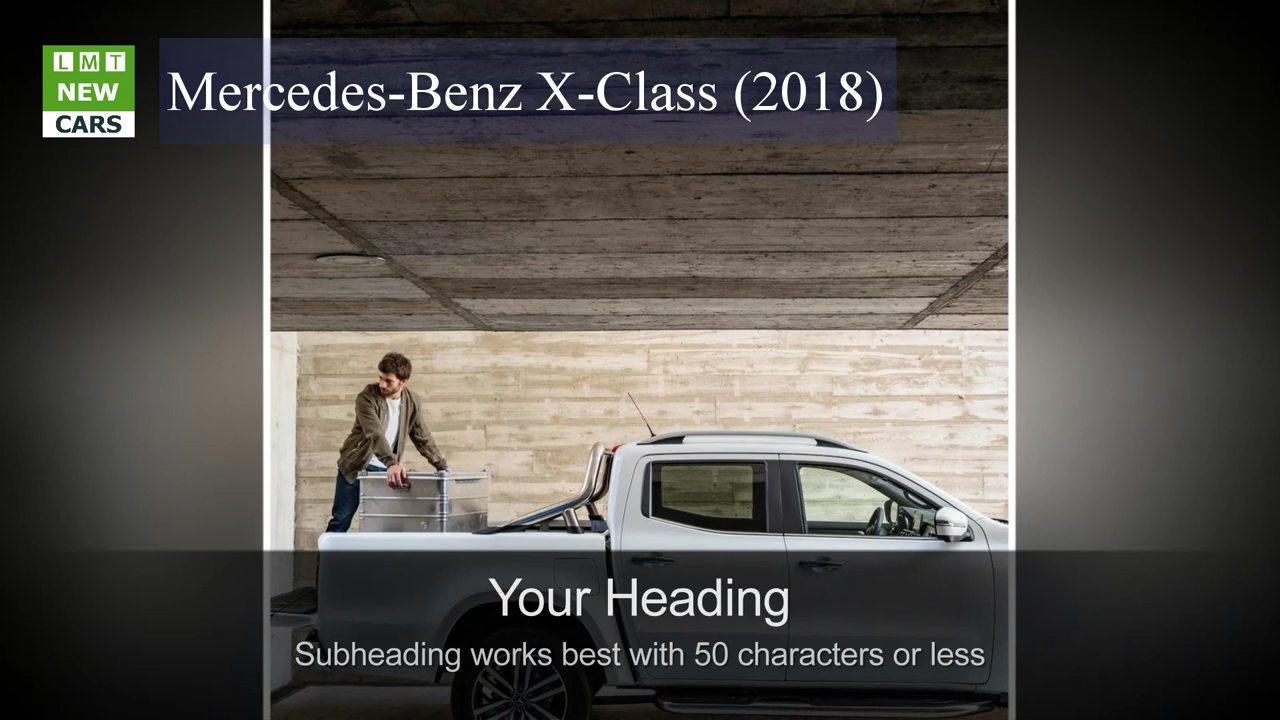 LMT
NEW
CARS
Mercedes-Benz X-Class (2018)
Your Heading
Subheading works best with 50 characters or less